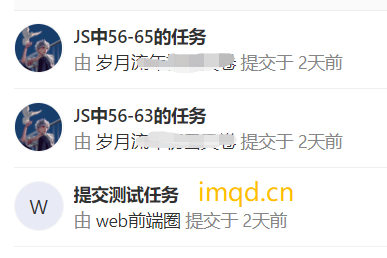 JS中56-65的任务
由 岁月流年 提交于 2天前
JS中56-63的任务
由 岁月流年 提交于 2天前
W
提交测试任务
imqd.cn
由 web前端圈 提交于 2天前